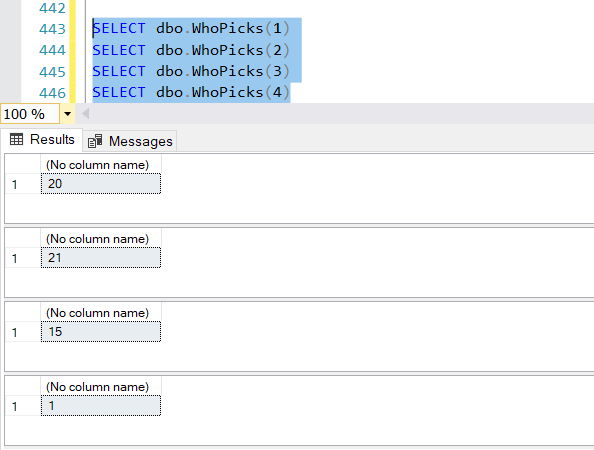 442
443 SELECT dbo.WhoPicks(1)
444 SELECT dbo.WhoPicks(2)
445 SELECT dbo.WhoPicks(3)
446 SELECT dbo.WhoPicks(4)
100 %
Results Messages
(No column name)
1 20
(No column name)
1 21
(No column name)
1 15
(No column name)
1 1